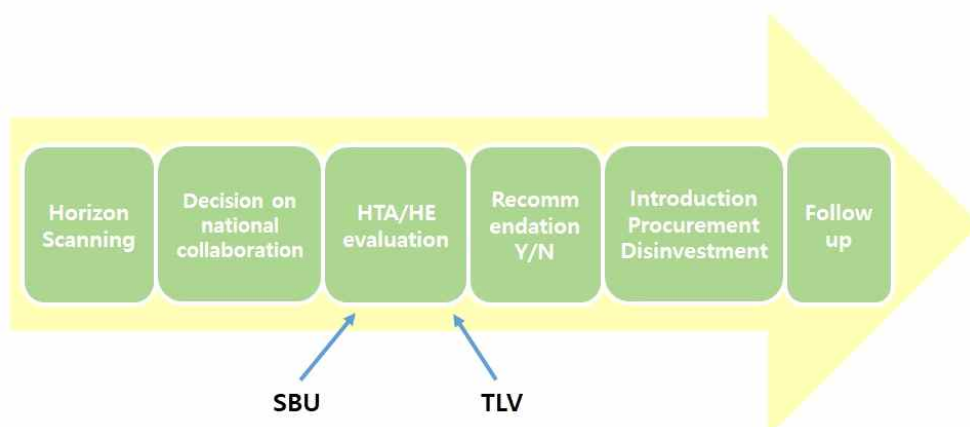 Horizon
Scanning
Decision on
national
collaboration
HTA/HE
evaluation
Recomm
endation
Y/N
Introduction
Procurement
Disinvestment
Follow
up
SBU
TLV